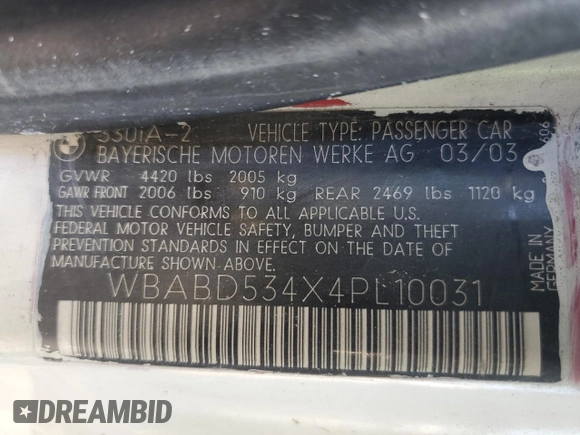 330iA-2 VEHICLE TYPE: PASSENGER CAR
BAYERISCHE MOTOREN WERKE AG 03/03
GVWR 4420 lbs 2005 kg
GAWR FRONT 2006 lbs 910 kg REAR 2469 lbs 1120 kg
THIS VEHICLE CONFORMS TO ALL APPLICABLE U.S.
FEDERAL MOTOR VEHICLE SAFETY, BUMPER AND THEFT
PREVENTION STANDARDS IN EFFECT ON THE DATE OF
MANUFACTURE SHOWN ABOVE.
WBABD534X4PL10031
MADE IN
GERMANY
DREAMBID